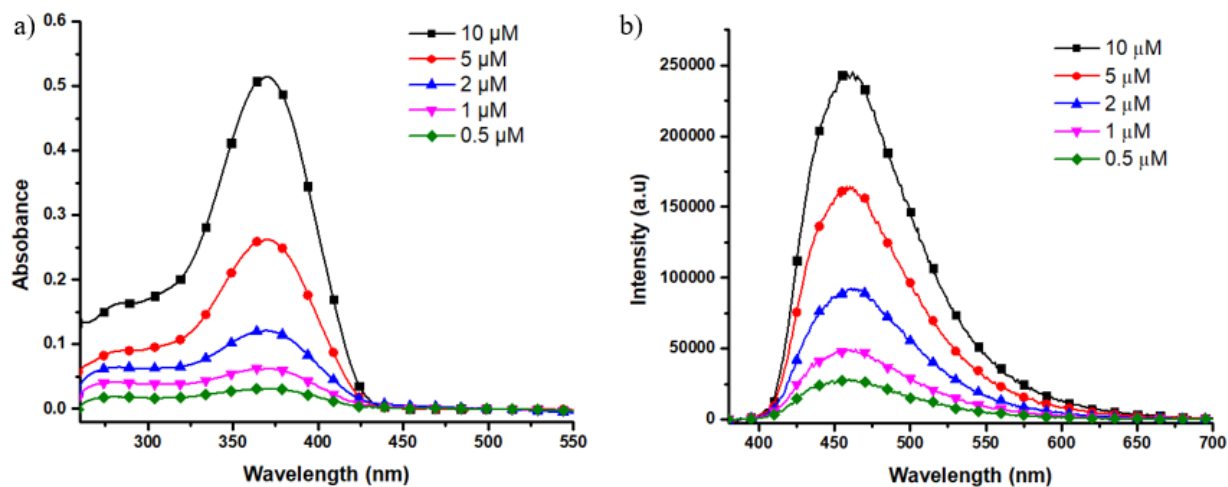 a)
0.6
0.5
0.4
0.3
0.2
0.1
0.0
Absobance
300 350 400 450 500 550
Wavelength (nm)
10 µM
5 µM
2 µM
1 µM
0.5 µM
b)
250000
200000
150000
100000
50000
0
Intensity (a.u)
400 450 500 550 600 650 700
Wavelength (nm)
10 µM
5 µM
2 µM
1 µM
0.5 µM